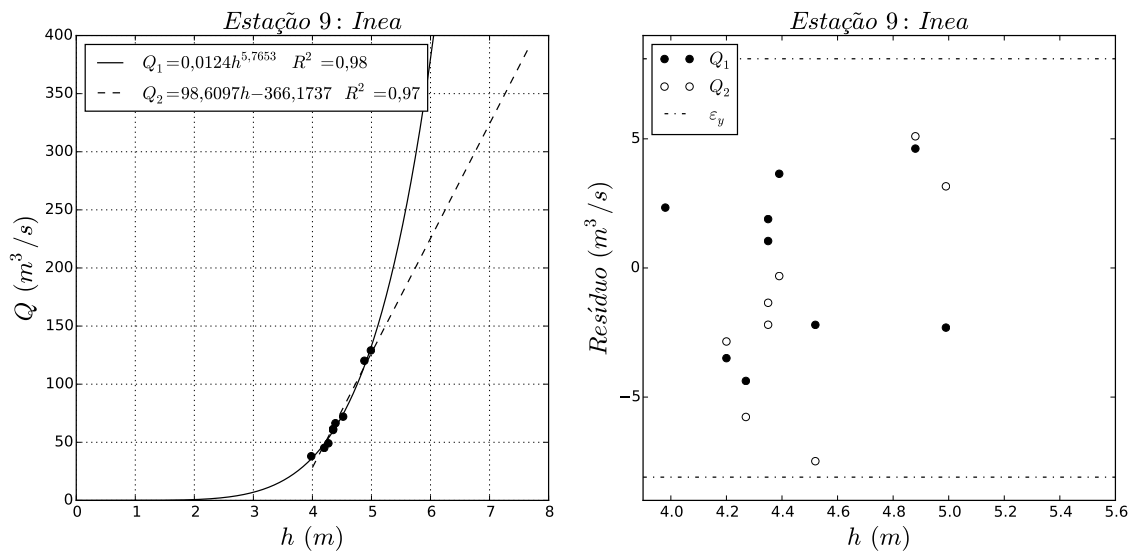 Estação 9: Inea
Q₁=0,0124h^5,7653 R² =0,98
Q₂=98,6097h−366,1737 R² =0,97
Q (m³/s)
400
350
300
250
200
150
100
50
0
0 1 2 3 4 5 6 7 8
h (m)
Estação 9: Inea
Q₁
Q₂
ε_y
Resíduo (m³/s)
5
0
−5
4.0 4.2 4.4 4.6 4.8 5.0 5.2 5.4 5.6
h (m)